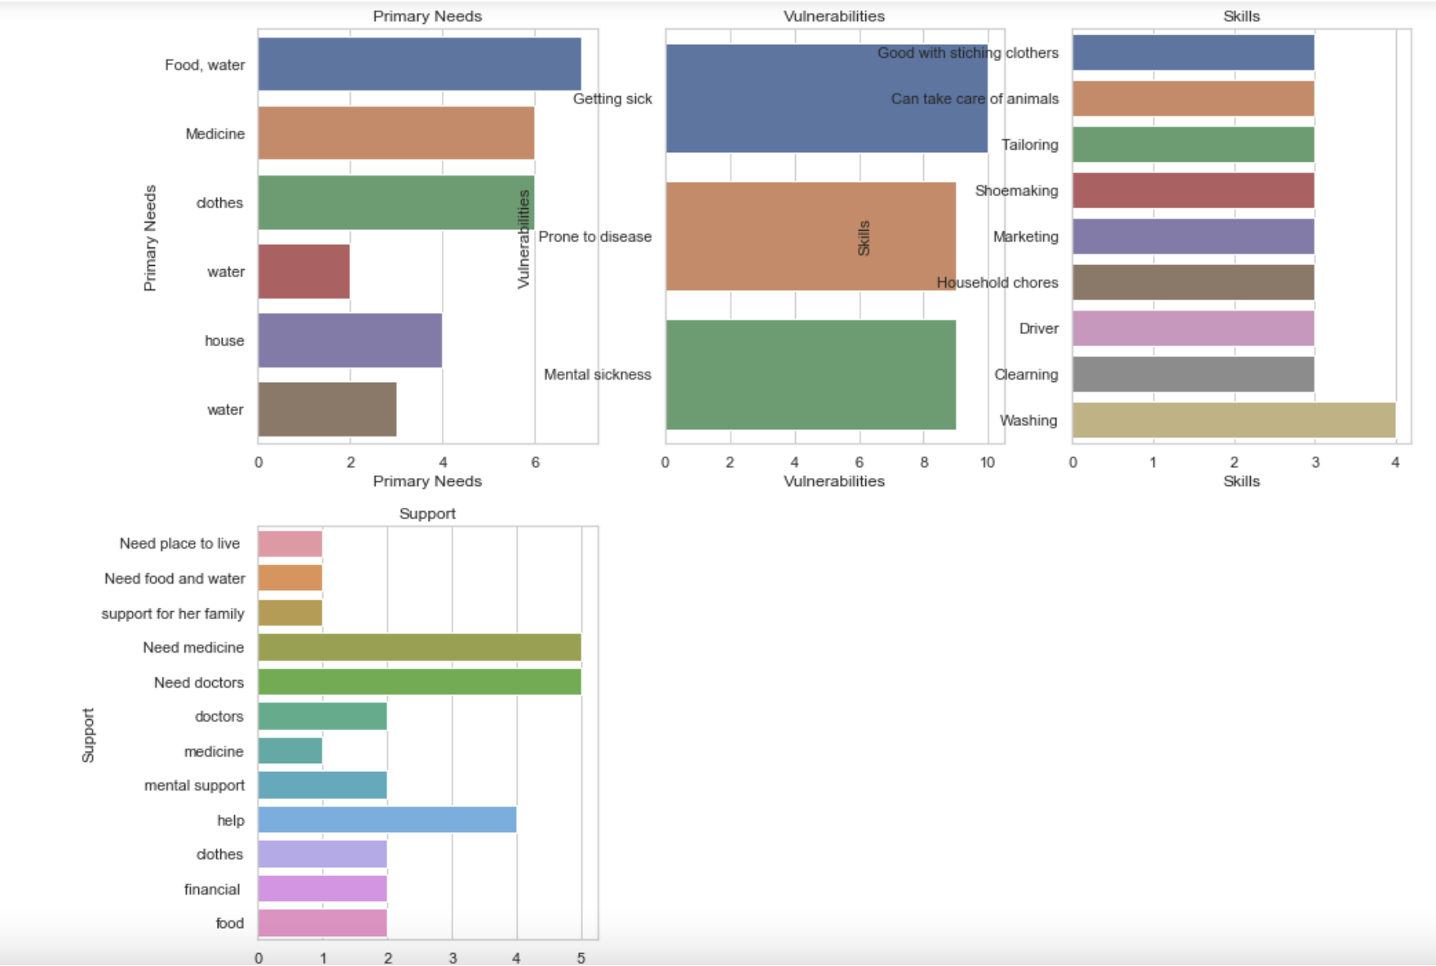 Primary Needs
Food, water
Medicine
clothes
water
house
water
Primary Needs
0 2 4 6
Primary Needs
Vulnerabilities
Getting sick
Prone to disease
Mental sickness
Vulnerabilities
0 2 4 6 8 10
Vulnerabilities
Skills
Good with stiching clothers
Can take care of animals
Tailoring
Shoemaking
Marketing
Household chores
Driver
Clearning
Washing
Skills
0 1 2 3 4
Skills
Support
Need place to live
Need food and water
support for her family
Need medicine
Need doctors
doctors
medicine
mental support
help
clothes
financial
food
Support
0 1 2 3 4 5